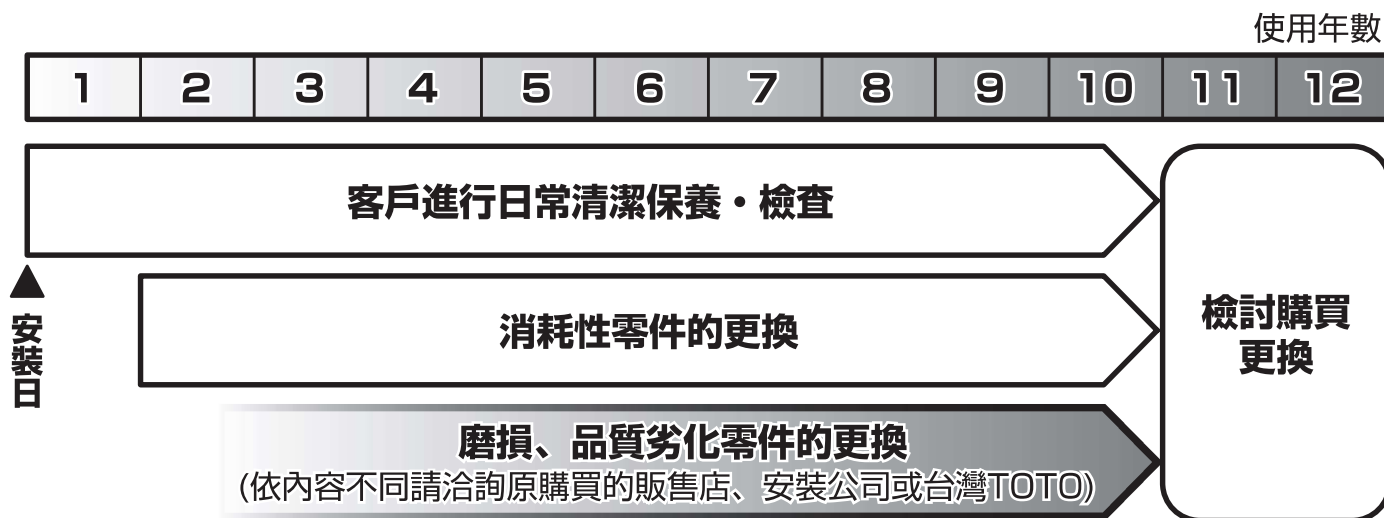 使用年數
1 2 3 4 5 6 7 8 9 10 11 12
客戶進行日常清潔保養・檢查
安裝日
消耗性零件的更換
檢討購買
更換
磨損、品質劣化零件的更換
(依內容不同請洽詢原購買的販售店、安裝公司或台灣TOTO)